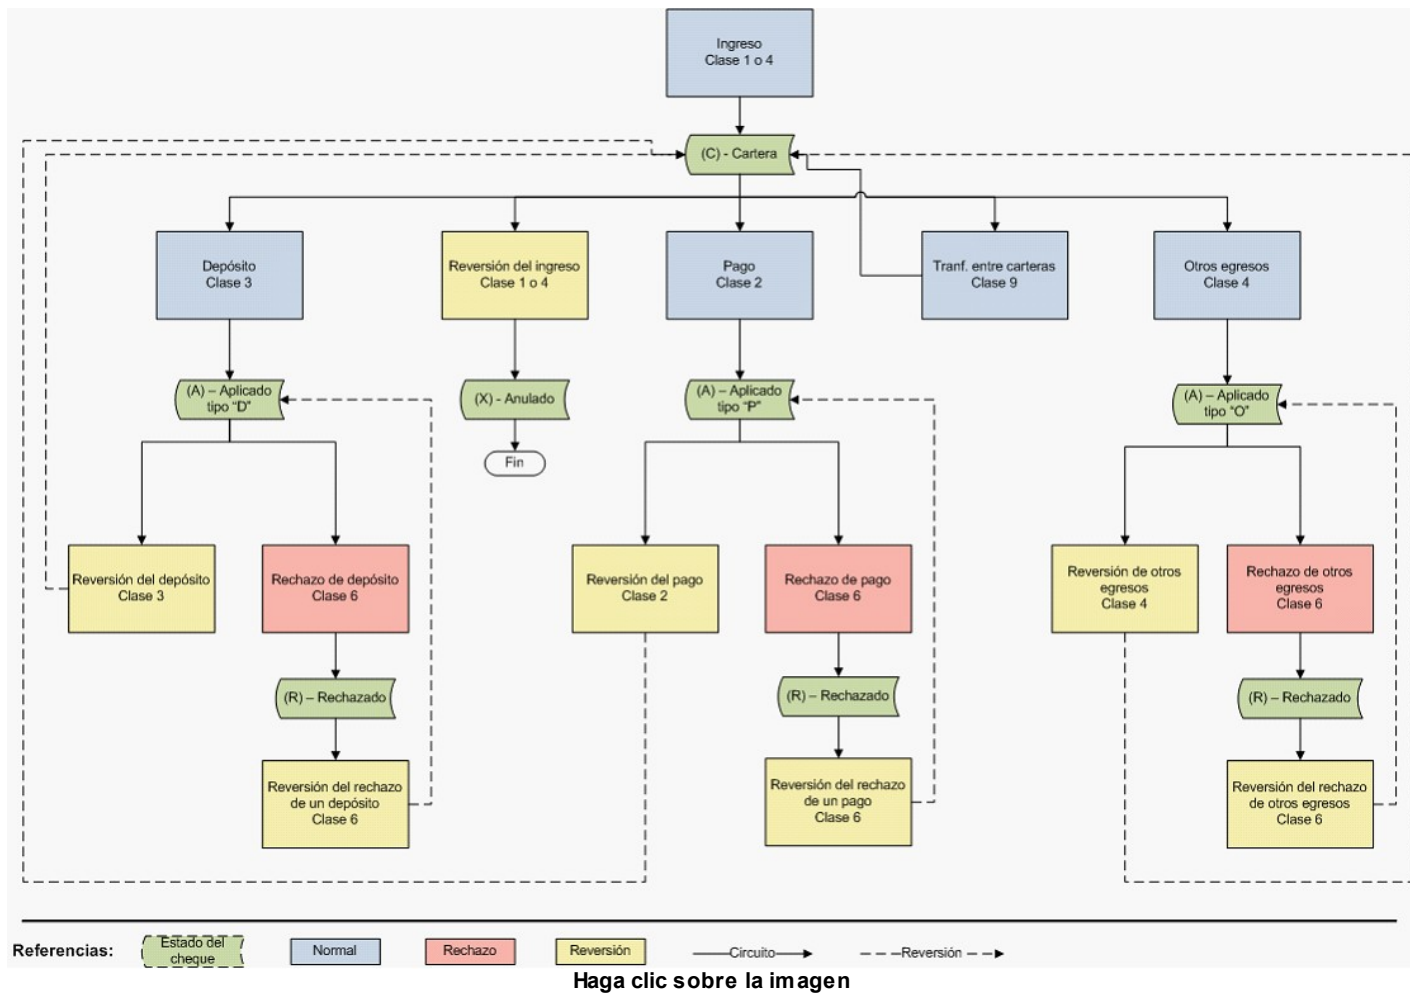 Ingreso
Clase 1 o 4
(C) - Cartera
Depósito
Clase 3
Reversión del ingreso
Clase 1 o 4
Pago
Clase 2
Tranf. entre carteras
Clase 9
Otros egresos
Clase 4
(A) – Aplicado
tipo “D”
(X) - Anulado
(A) – Aplicado
tipo “P”
(A) – Aplicado
tipo “O”
Fin
Reversión del depósito
Clase 3
Rechazo de depósito
Clase 6
Reversión del pago
Clase 2
Rechazo de pago
Clase 6
Reversión de otros
egresos
Clase 4
Rechazo de otros
egresos
Clase 6
(R) – Rechazado
(R) – Rechazado
(R) – Rechazado
Reversión del rechazo
de un depósito
Clase 6
Reversión del rechazo
de un pago
Clase 6
Reversión del rechazo
de otros egresos
Clase 6
Referencias:
Estado del
cheque
Normal
Rechazo
Reversión
Circuito
Reversión
Haga clic sobre la imagen